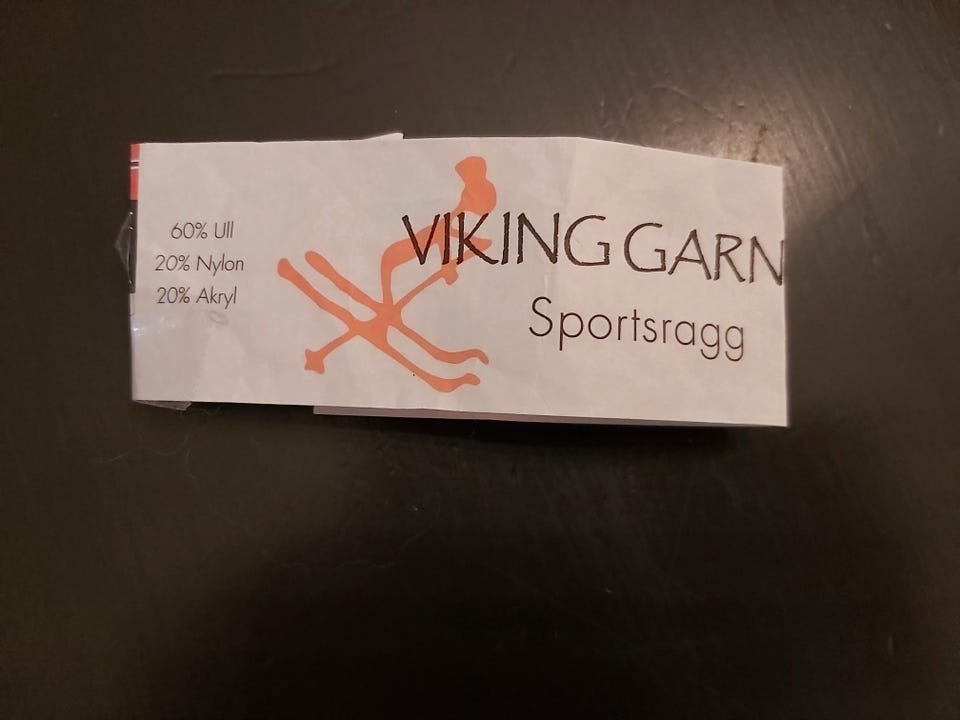 60% Ull
20% Nylon
20% Akryl
VIKING GARN
Sportsragg